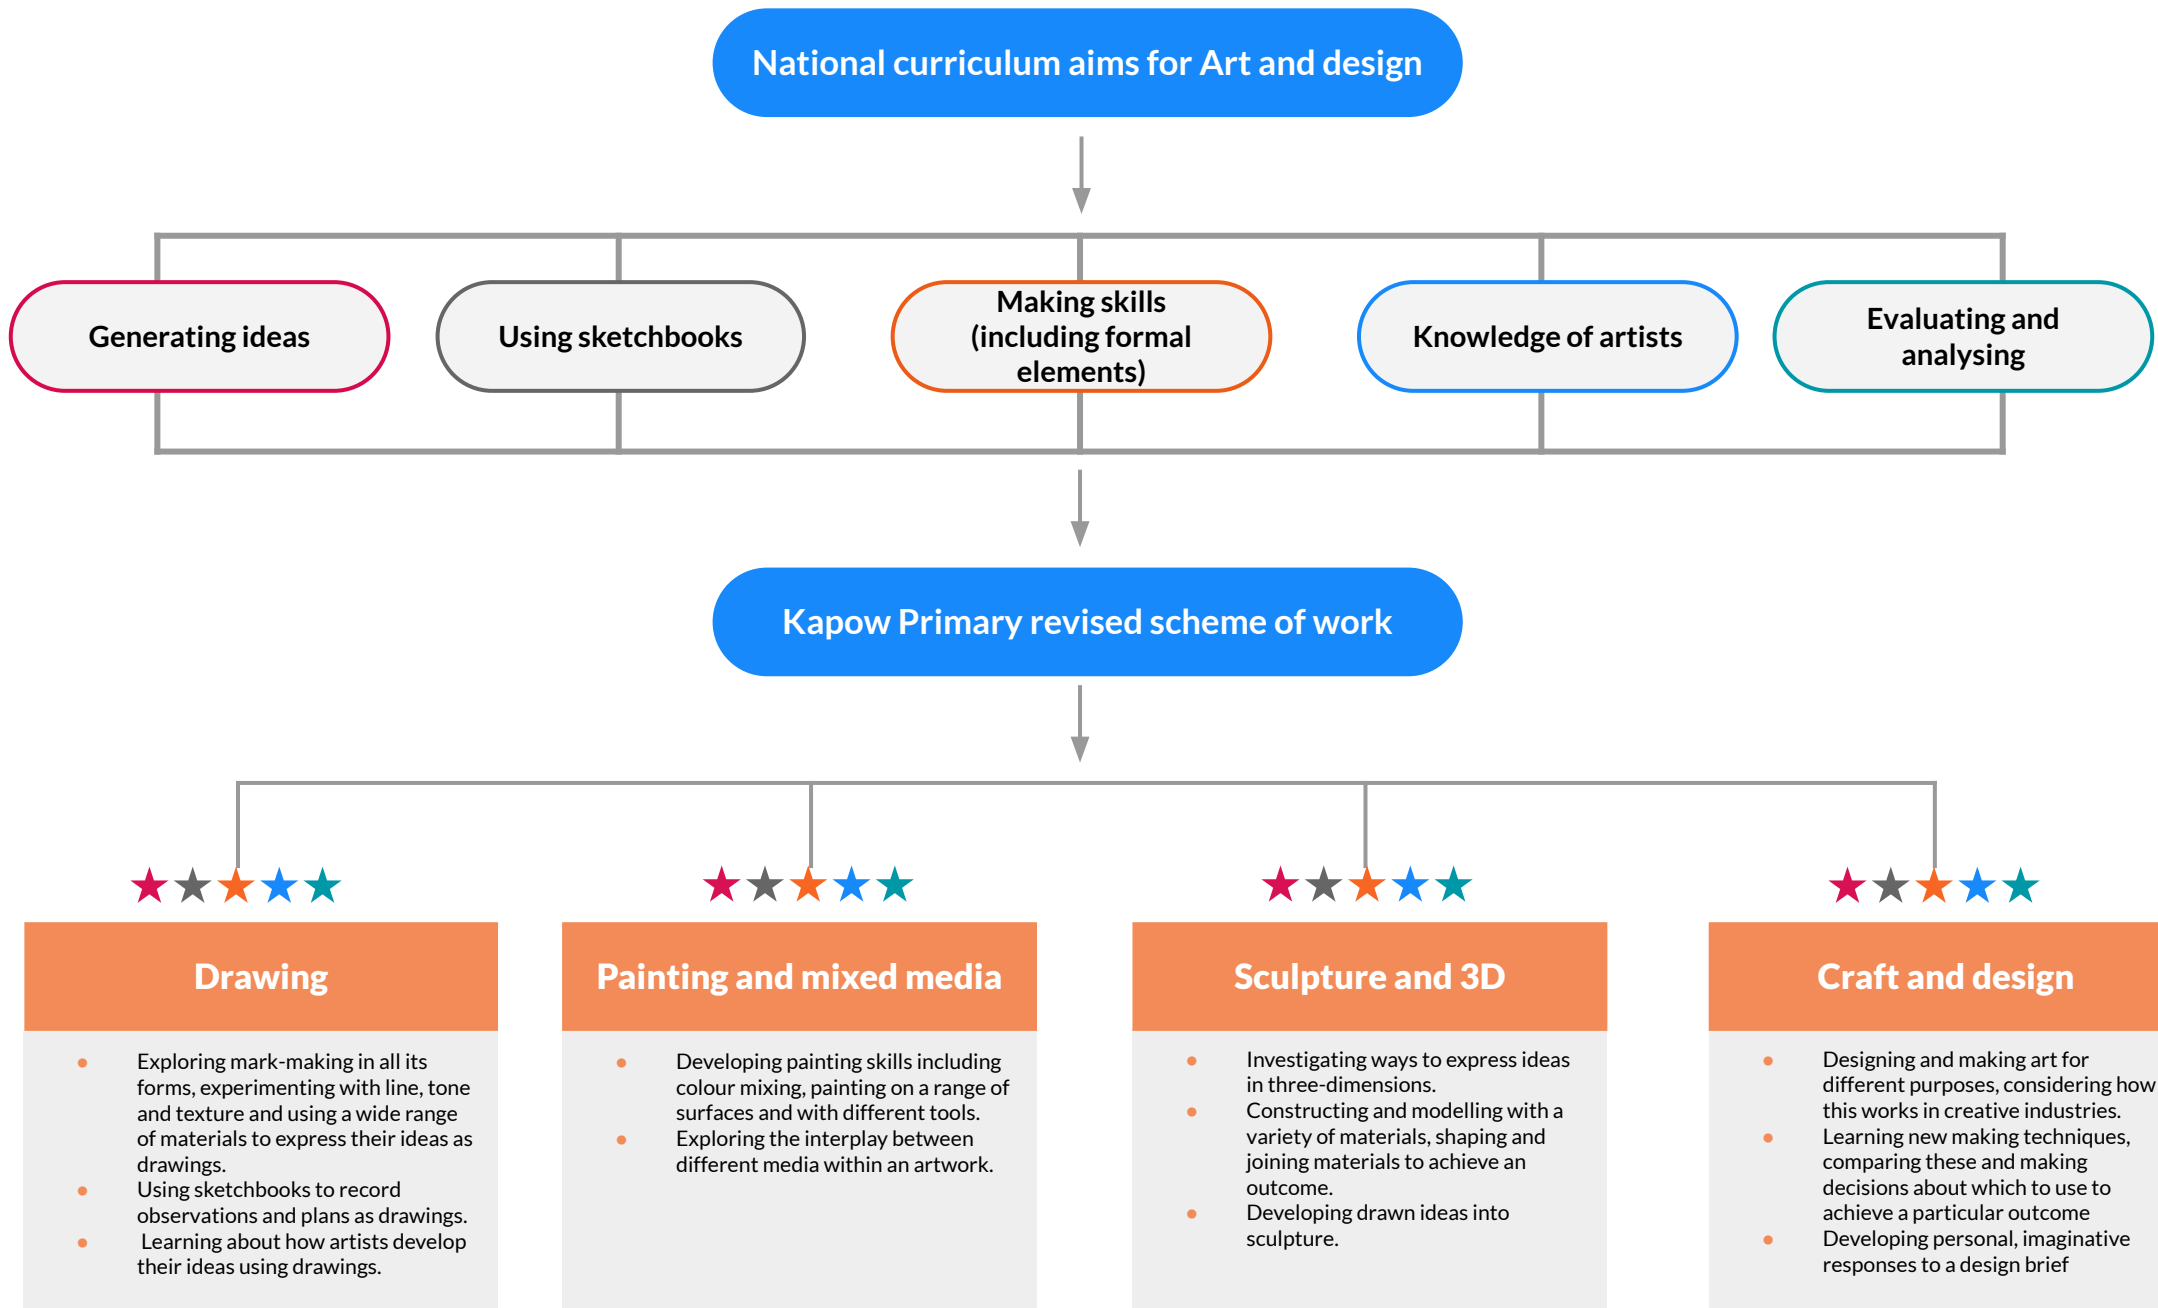 National curriculum aims for Art and design
Generating ideas
Using sketchbooks
Making skills
(including formal
elements)
Knowledge of artists
Evaluating and
analysing
Kapow Primary revised scheme of work
Drawing
● Exploring mark-making in all its
forms, experimenting with line, tone
and texture and using a wide range
of materials to express their ideas as
drawings.
● Using sketchbooks to record
observations and plans as drawings.
● Learning about how artists develop
their ideas using drawings.
Painting and mixed media
● Developing painting skills including
colour mixing, painting on a range of
surfaces and with different tools.
● Exploring the interplay between
different media within an artwork.
Sculpture and 3D
● Investigating ways to express ideas
in three-dimensions.
● Constructing and modelling with a
variety of materials, shaping and
joining materials to achieve an
outcome.
● Developing drawn ideas into
sculpture.
Craft and design
● Designing and making art for
different purposes, considering how
this works in creative industries.
● Learning new making techniques,
comparing these and making
decisions about which to use to
achieve a particular outcome
● Developing personal, imaginative
responses to a design brief